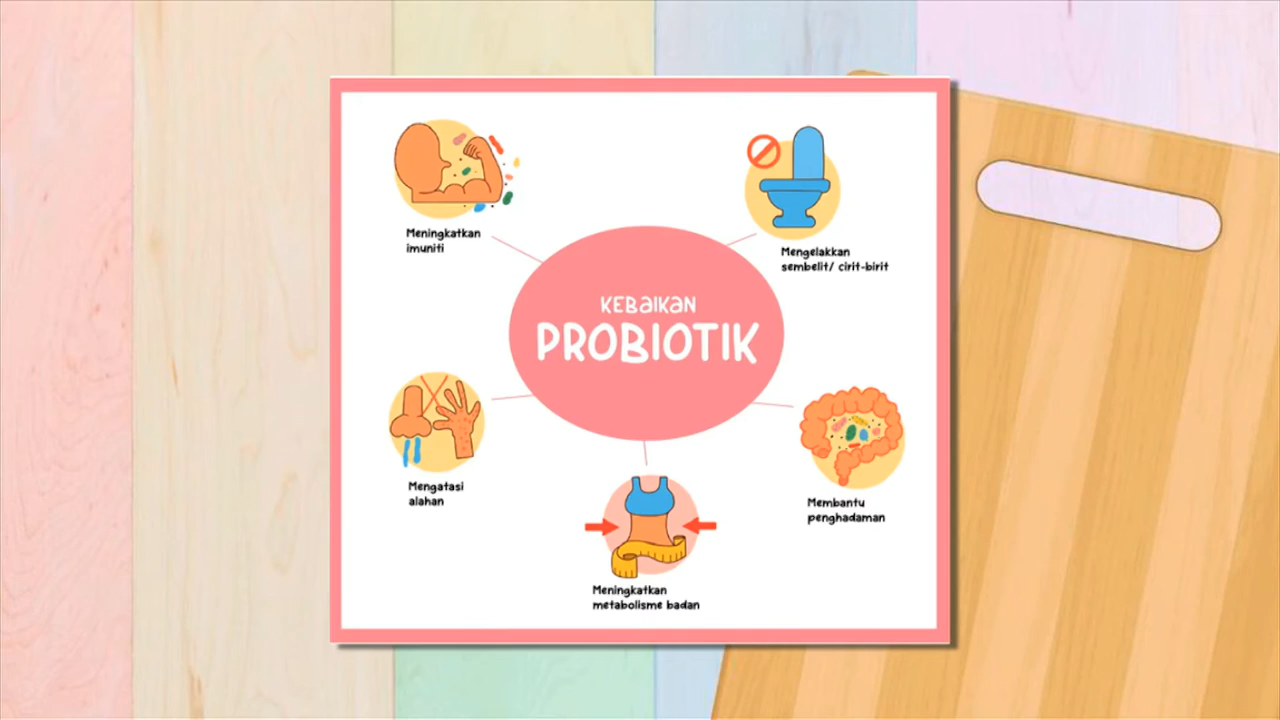 Meningkatkan
imuniti
Mengelakkan
sembelit/ cirit-birit
KEBAIKAN
PROBIOTIK
Mengatasi
alahan
Membantu
penghadaman
Meningkatkan
metabolisme badan